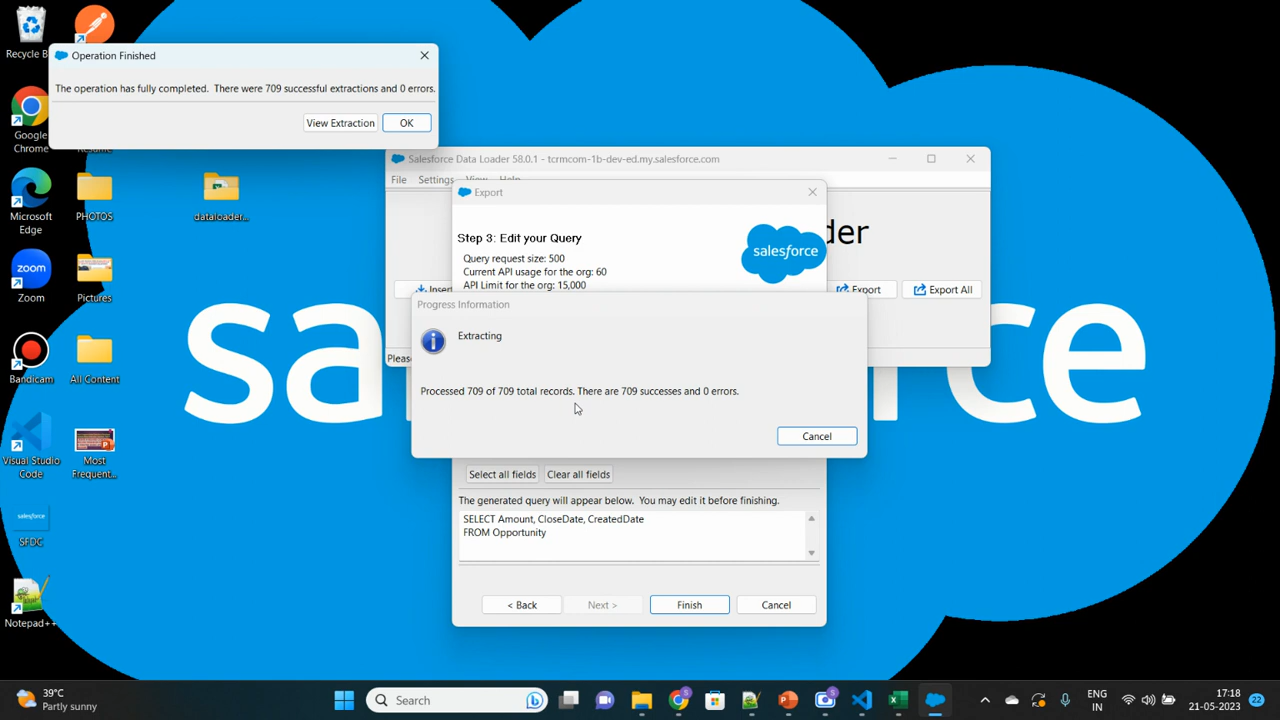 Operation Finished
The operation has fully completed. There were 709 successful extractions and 0 errors.
View Extraction
OK
Recycle B
Google
Chrome
Microsoft
Edge
PHOTOS
dataloader...
Zoom
zoom
Pictures
Bandicam
All Content
Visual Studio
Code
Most
Frequent...
salesforce
SFDC
Notepad++
Salesforce Data Loader 58.0.1 - tcrmcom-1b-dev-ed.my.salesforce.com
File
Settings
View
Help
Export
Step 3: Edit your Query
Query request size: 500
Current API usage for the org: 60
API Limit for the org: 15,000
salesforce
der
Insert
Export
Export All
Progress Information
Extracting
Processed 709 of 709 total records. There are 709 successes and 0 errors.
Cancel
Select all fields
Clear all fields
The generated query will appear below. You may edit it before finishing.
SELECT Amount, CloseDate, CreatedDate
FROM Opportunity
< Back
Next >
Finish
Cancel
39°C
Partly sunny
Search
ENG
IN
17:18
21-05-2023
22